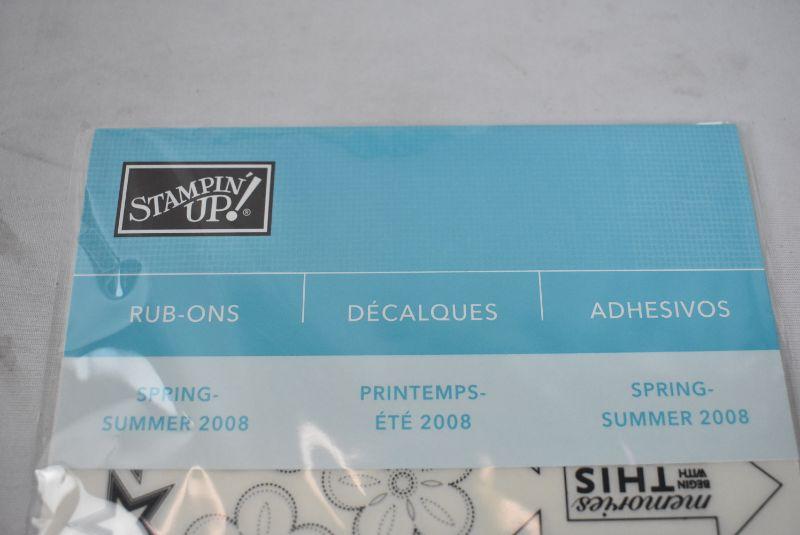 STAMPIN' UP!®
RUB-ONS
DÉCALQUES
ADHESIVOS
SPRING-
SUMMER 2008
PRINTEMPS-
ÉTÉ 2008
SPRING-
SUMMER 2008
memories
BEGIN
WITH
THIS